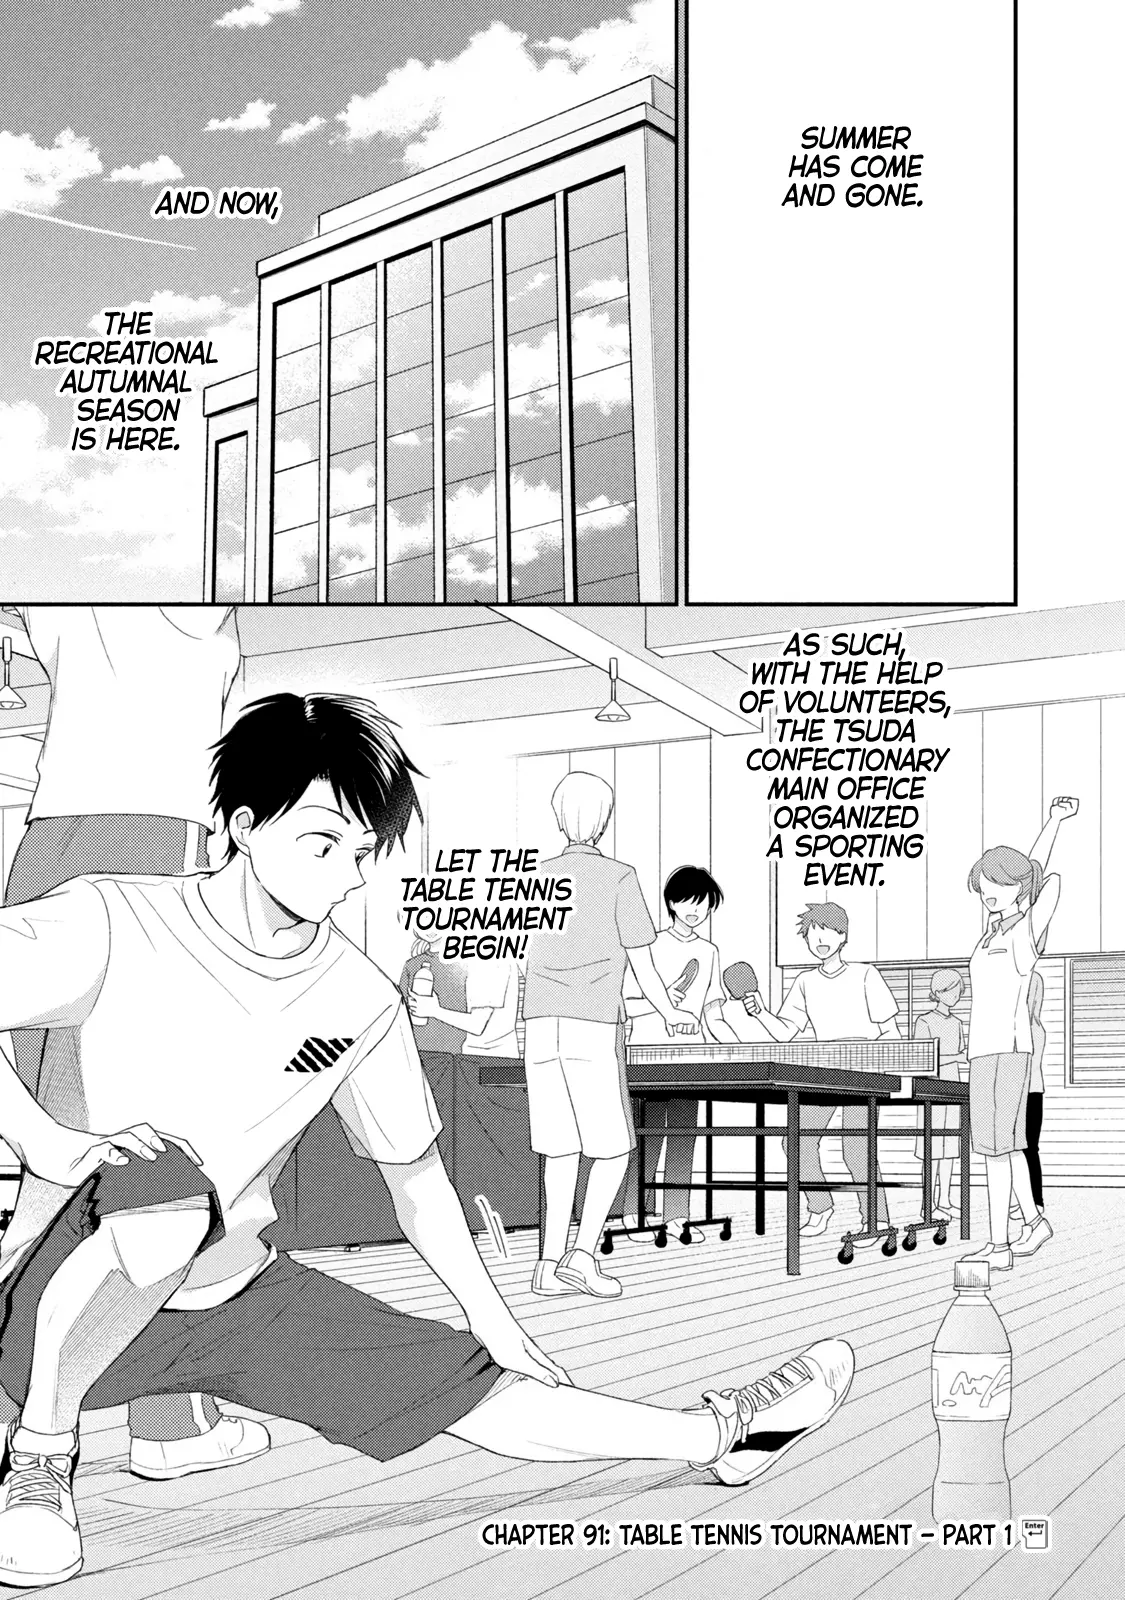 SUMMER
HAS COME
AND GONE.
AND NOW,
THE
RECREATIONAL
AUTUMNAL
SEASON
IS HERE.
AS SUCH,
WITH THE HELP
OF VOLUNTEERS,
THE TSUDA
CONFECTIONARY
MAIN OFFICE
ORGANIZED
A SPORTING
EVENT.
LET THE
TABLE TENNIS
TOURNAMENT
BEGIN!
CHAPTER 91: TABLE TENNIS TOURNAMENT – PART 1
Enter